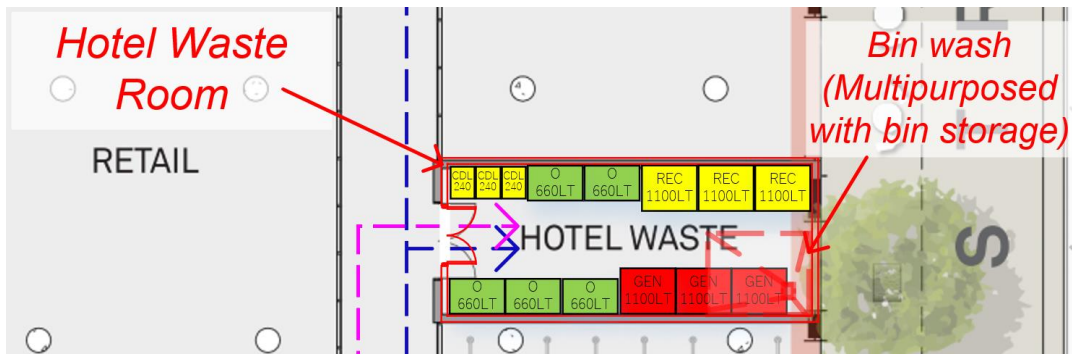 Hotel Waste
Room
Bin wash
(Multipurposed
with bin storage)
RETAIL
CDL
240
CDL
240
CDL
240
O
660LT
O
660LT
REC
1100LT
REC
1100LT
REC
1100LT
HOTEL WASTE
O
660LT
O
660LT
O
660LT
GEN
1100LT
GEN
1100LT
GEN
1100LT
S